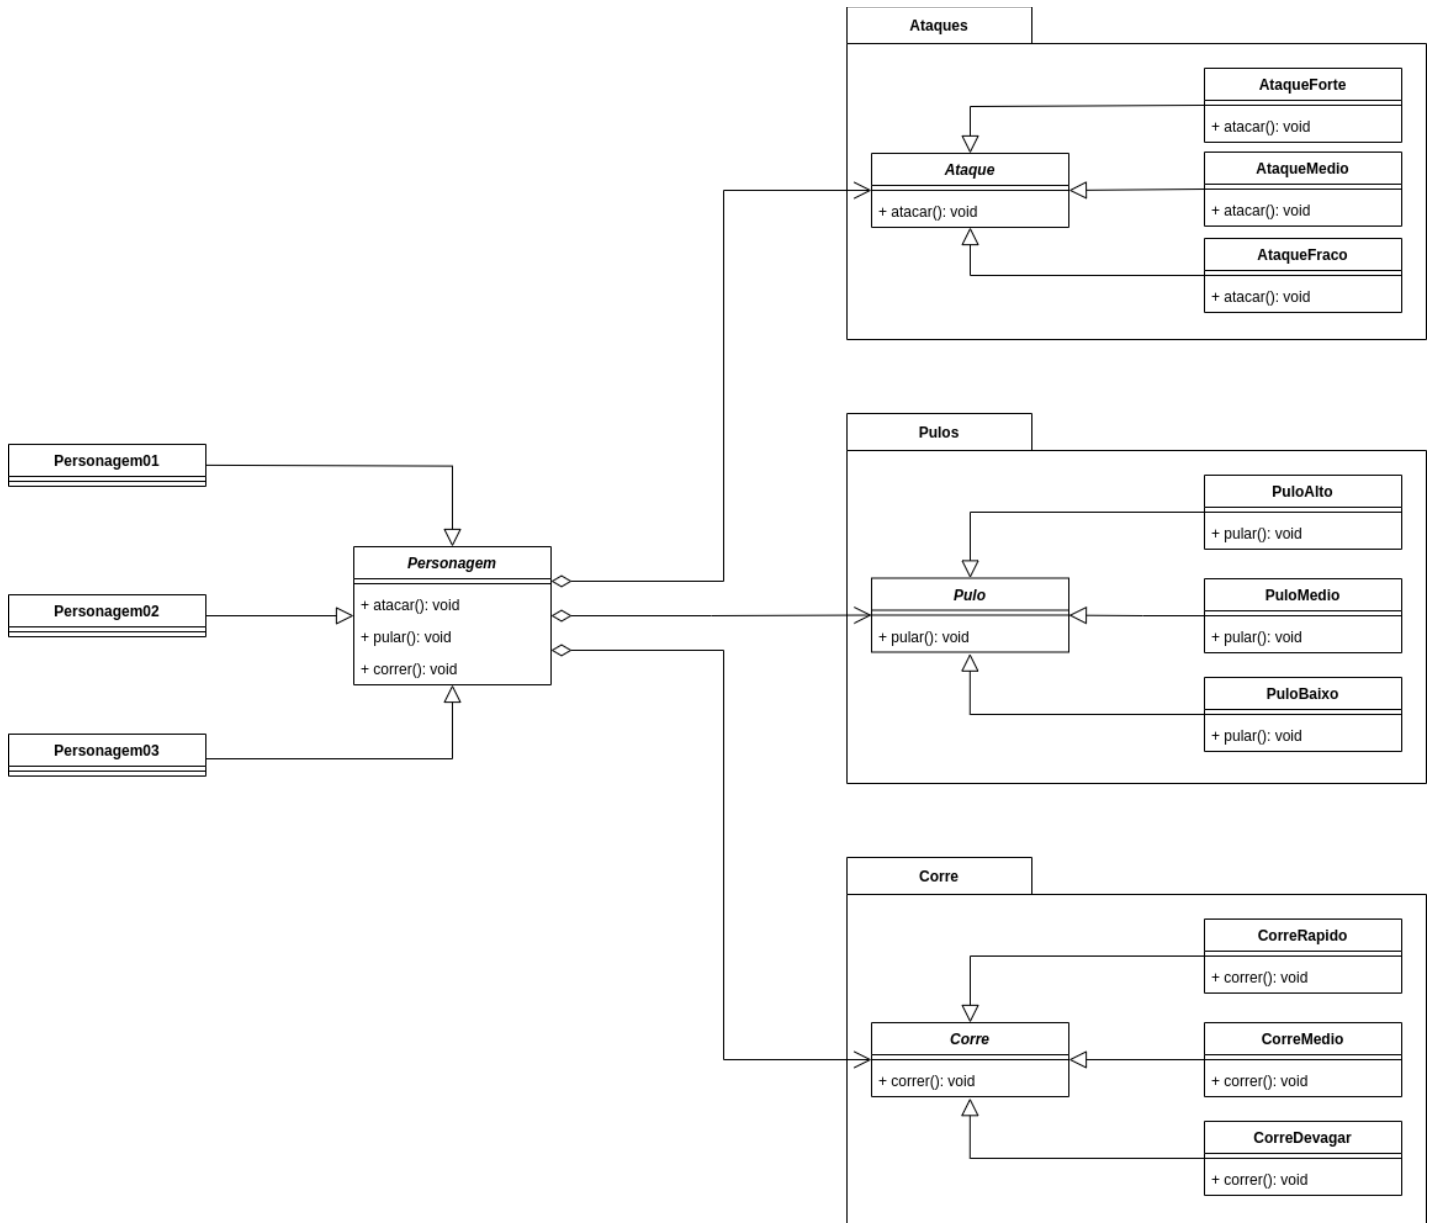 Ataques
AtaqueForte
+ atacar(): void
Ataque
+ atacar(): void
AtaqueMedio
+ atacar(): void
AtaqueFraco
+ atacar(): void
Personagem01
Personagem02
Personagem03
Personagem
+ atacar(): void
+ pular(): void
+ correr(): void
Pulos
PuloAlto
+ pular(): void
Pulo
+ pular(): void
PuloMedio
+ pular(): void
PuloBaixo
+ pular(): void
Corre
CorreRapido
+ correr(): void
Corre
+ correr(): void
CorreMedio
+ correr(): void
CorreDevagar
+ correr(): void